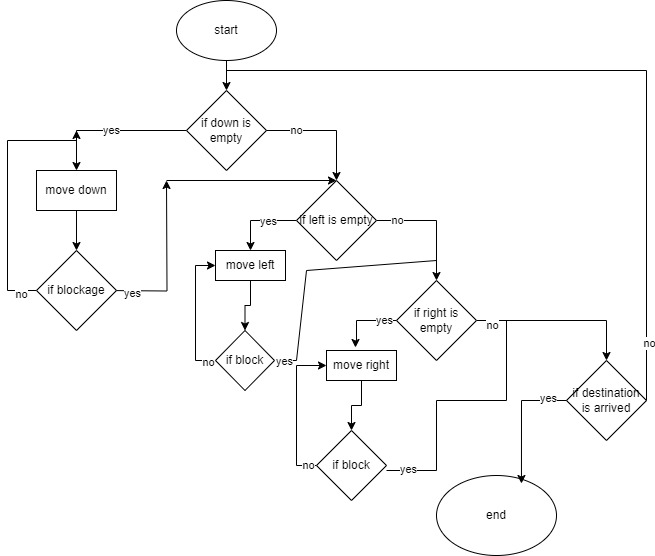 start
if down is
empty
yes
no
move down
if left is empty
yes
no
move left
if blockage
no
yes
if right is
empty
yes
no
no
if block
no
yes
move right
if destination
is arrived
yes
if block
no
yes
end